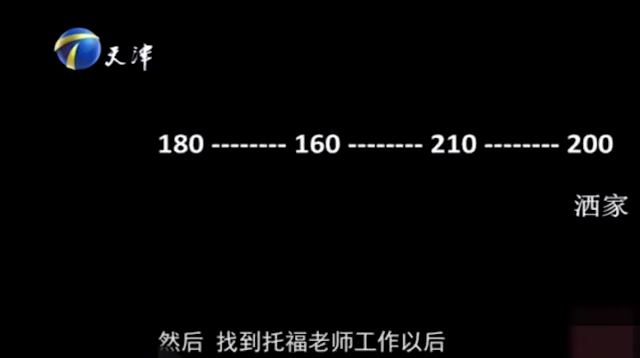 天津
180 -------- 160 -------- 210 -------- 200
洒家
然后 找到托福老师工作以后